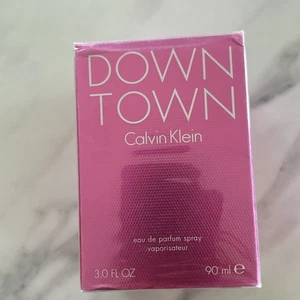 DOWN
TOWN
Calvin Klein
eau de parfum spray
vaporisateur
3.0 FL OZ 90 ml ℮